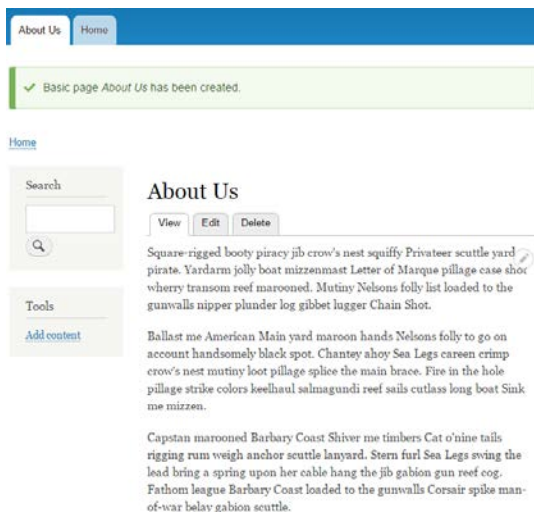 About Us Home
Basic page About Us has been created.
Home
Search
Tools
Add content
About Us
View Edit Delete
Square-rigged booty piracy jib crow's nest squiffy Privateer scuttle yard
pirate. Yardarm jolly boat mizzenmast Letter of Marque pillage case shot
wherry transom reef marooned. Mutiny Nelsons folly list loaded to the
gunwalls nipper plunder log gibbet lugger Chain Shot.
Ballast me American Main yard maroon hands Nelsons folly to go on
account handsomely black spot. Chantey ahoy Sea Legs careen crimp
crow's nest mutiny loot pillage splice the main brace. Fire in the hole
pillage strike colors keelhaul salmagundi reef sails cutlass long boat Sink
me mizzen.
Capstan marooned Barbary Coast Shiver me timbers Cat o'nine tails
rigging rum weigh anchor scuttle lanyard. Stern furl Sea Legs swing the
lead bring a spring upon her cable hang the jib gabion gun reef cog.
Fathom league Barbary Coast loaded to the gunwalls Corsair spike man-
of-war belay gabion scuttle.